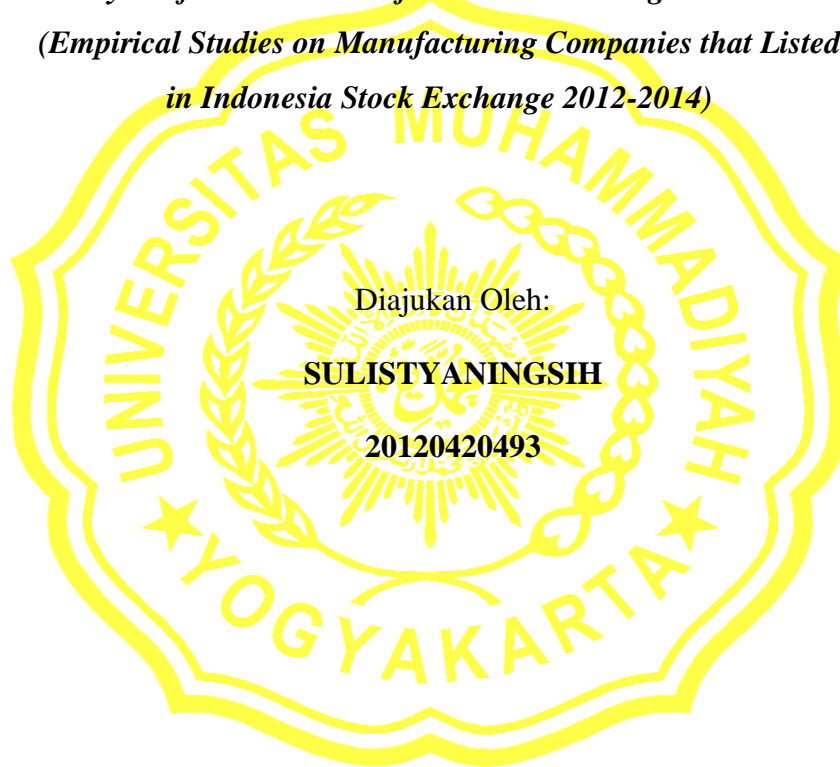 (Empirical Studies on Manufacturing Companies that Listed
in Indonesia Stock Exchange 2012-2014)
UNIVERSITAS MUHAMMADIYAH
Diajukan Oleh:
SULISTYANINGSIH
20120420493
★ YOGYAKARTA ★